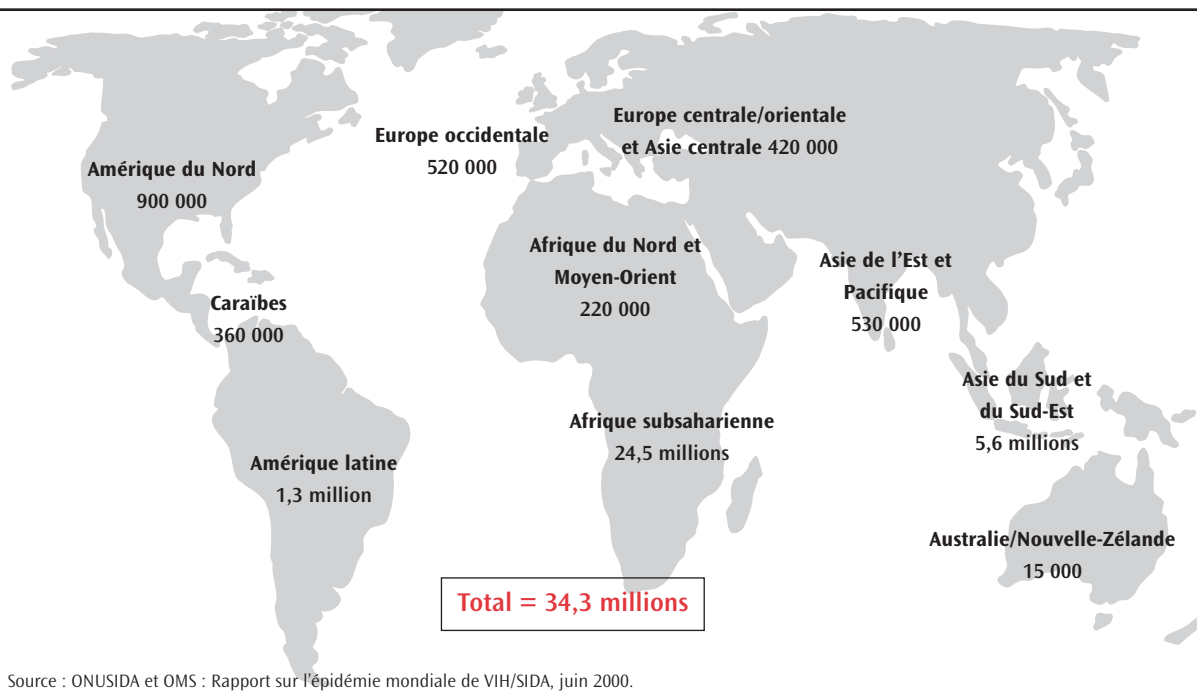 Europe centrale/orientale
et Asie centrale 420 000
Europe occidentale
520 000
Amérique du Nord
900 000
Afrique du Nord et
Moyen-Orient
220 000
Asie de l’Est et
Pacifique
530 000
Caraïbes
360 000
Asie du Sud et
du Sud-Est
5,6 millions
Afrique subsaharienne
24,5 millions
Amérique latine
1,3 million
Australie/Nouvelle-Zélande
15 000
Total = 34,3 millions
Source : ONUSIDA et OMS : Rapport sur l’épidémie mondiale de VIH/SIDA, juin 2000.